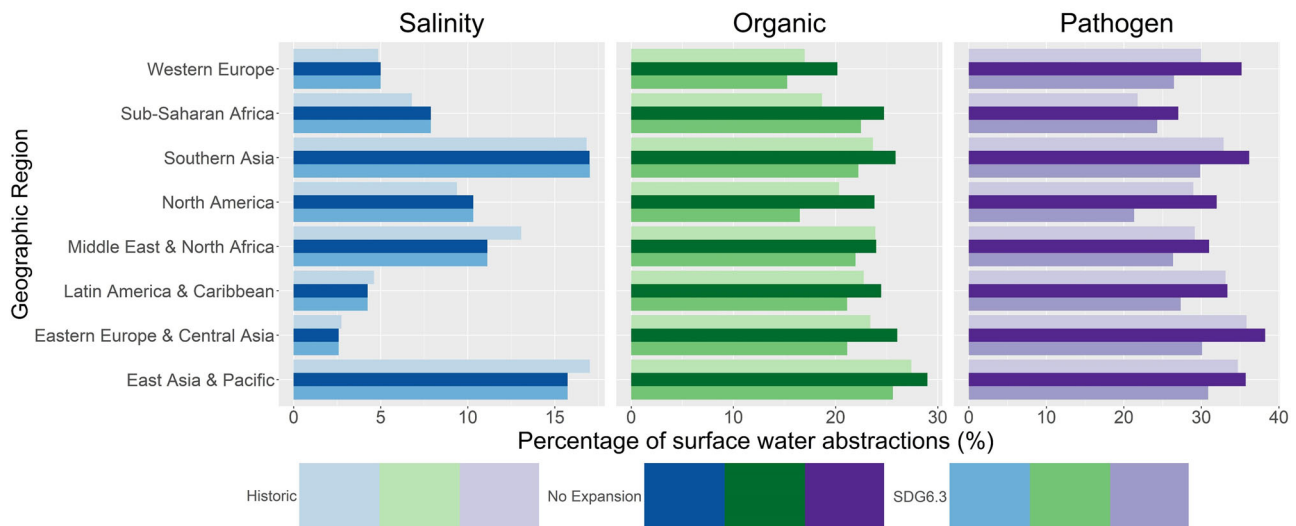 Salinity Organic Pathogen
Geographic Region
Western Europe
Sub-Saharan Africa
Southern Asia
North America
Middle East & North Africa
Latin America & Caribbean
Eastern Europe & Central Asia
East Asia & Pacific
0 5 10 15 0 10 20 30 0 10 20 30 40
Percentage of surface water abstractions (%)
Historic No Expansion SDG6.3